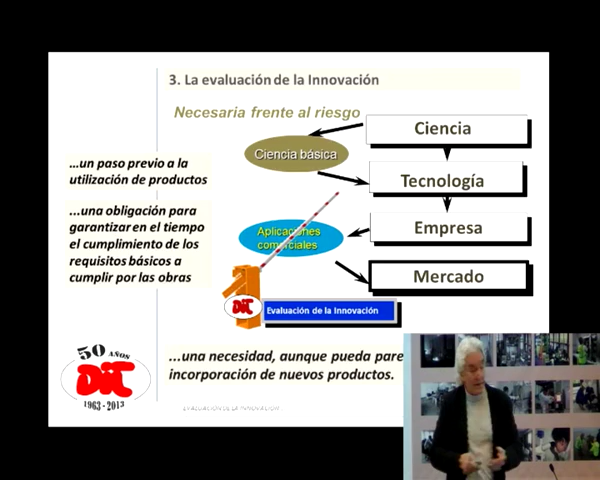 3. La evaluación de la Innovación
Necesaria frente al riesgo
Ciencia
Ciencia básica
...un paso previo a la
utilización de productos
Tecnología
...una obligación para
garantizar en el tiempo
el cumplimiento de los
requisitos básicos a
cumplir por las obras
Aplicaciones
comerciales
Empresa
Mercado
DIT
Evaluación de la Innovación
50 AÑOS
DIT
1963-2013
...una necesidad, aunque pueda pare
incorporación de nuevos productos.
EVALUACIÓN DE LA INNOVACIÓN